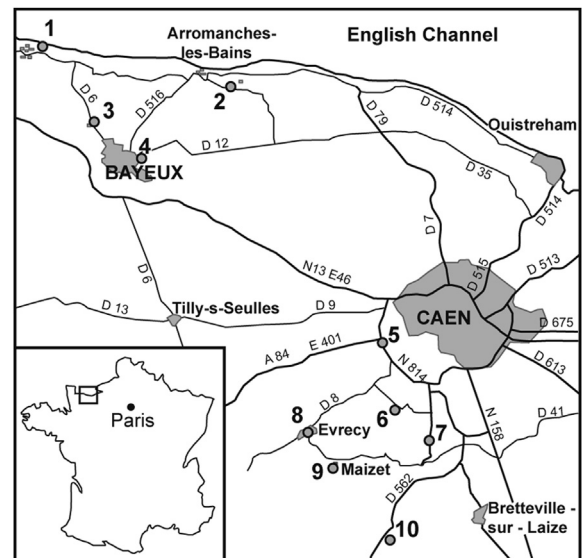 1
Arromanches-
les-Bains
English Channel
D 6
3
D 516
2
D 79
D 514
Ouistreham
4
BAYEUX
D 12
D 35
D 514
D 7
D 6
N13 E46
D 515
D 513
D 13
Tilly-s-Seulles
D 9
CAEN
D 675
A 84
E 401
5
N 814
D 613
D 8
8
Evrecy
6
7
N 158
D 41
9
Maizet
D 562
Bretteville -
sur - Laize
10
Paris